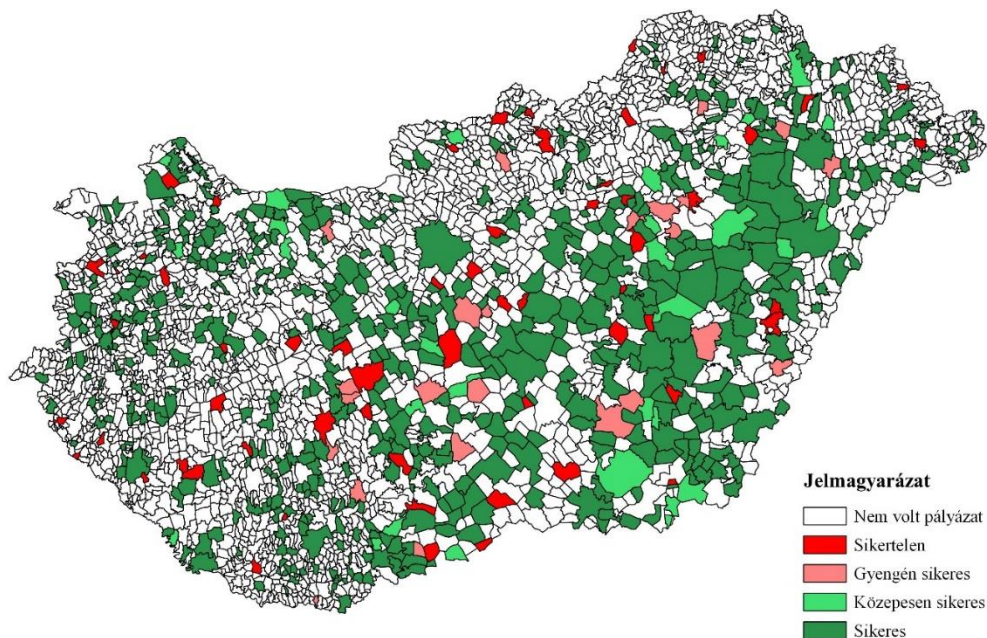 Jelmagyarázat
Nem volt pályázat
Sikertelen
Gyengén sikeres
Közepesen sikeres
Sikeres